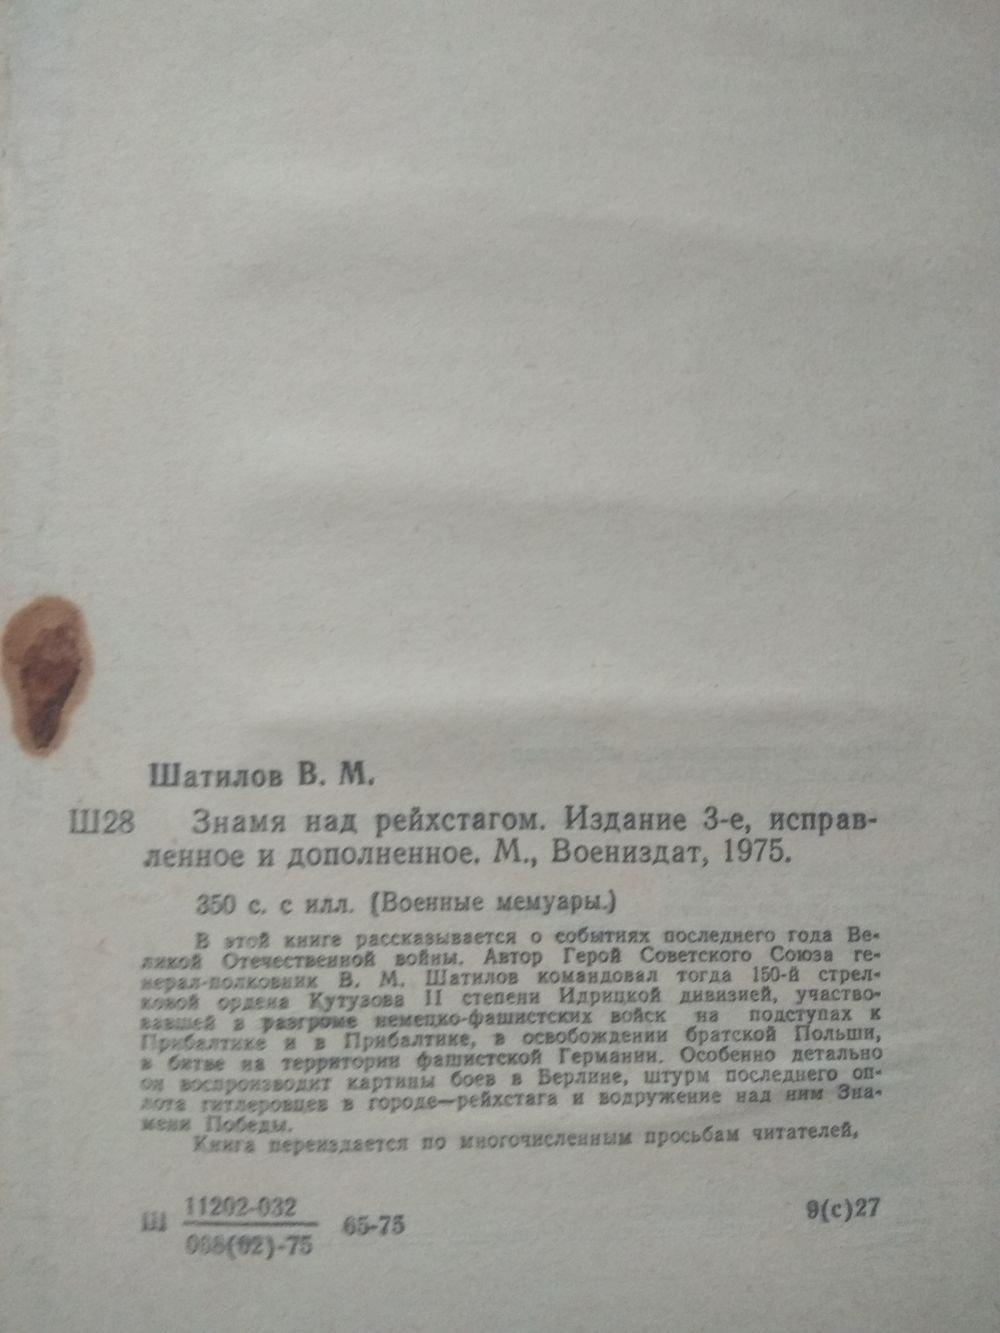 Шатилов В. М.
Ш28 Знамя над рейхстагом. Издание 3-е, исправ-
ленное и дополненное. М., Воениздат, 1975.
350 с. с илл. (Военные мемуары.)
В этой книге рассказывается о событиях последнего года Ве-
ликой Отечественной войны. Автор Герой Советского Союза ге-
нерал-полковник В. М. Шатилов командовал тогда 150-й стрел-
ковой ордена Кутузова II степени Идрицкой дивизией, участво-
вавшей в разгроме немецко-фашистских войск на подступах к
Прибалтике и в Прибалтике, в освобождении братской Польши,
в битве на территории фашистской Германии. Особенно детально
он воспроизводит картины боев в Берлине, штурм последнего оп-
лота гитлеровцев в городе—рейхстага и водружение над ним Зна-
мени Победы.
Книга переиздается по многочисленным просьбам читателей.
Ш 11202-032 65-75 9(с)27
068(02)-75